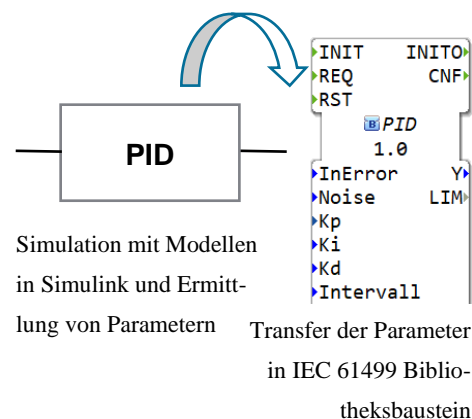 INIT INITO
REQ CNF
RST
B PID
1.0
InError Y
Noise LIM
Kp
Ki
Kd
Intervall
PID
Simulation mit Modellen
in Simulink und Ermitt-
lung von Parametern
Transfer der Parameter
in IEC 61499 Biblio-
theksbaustein